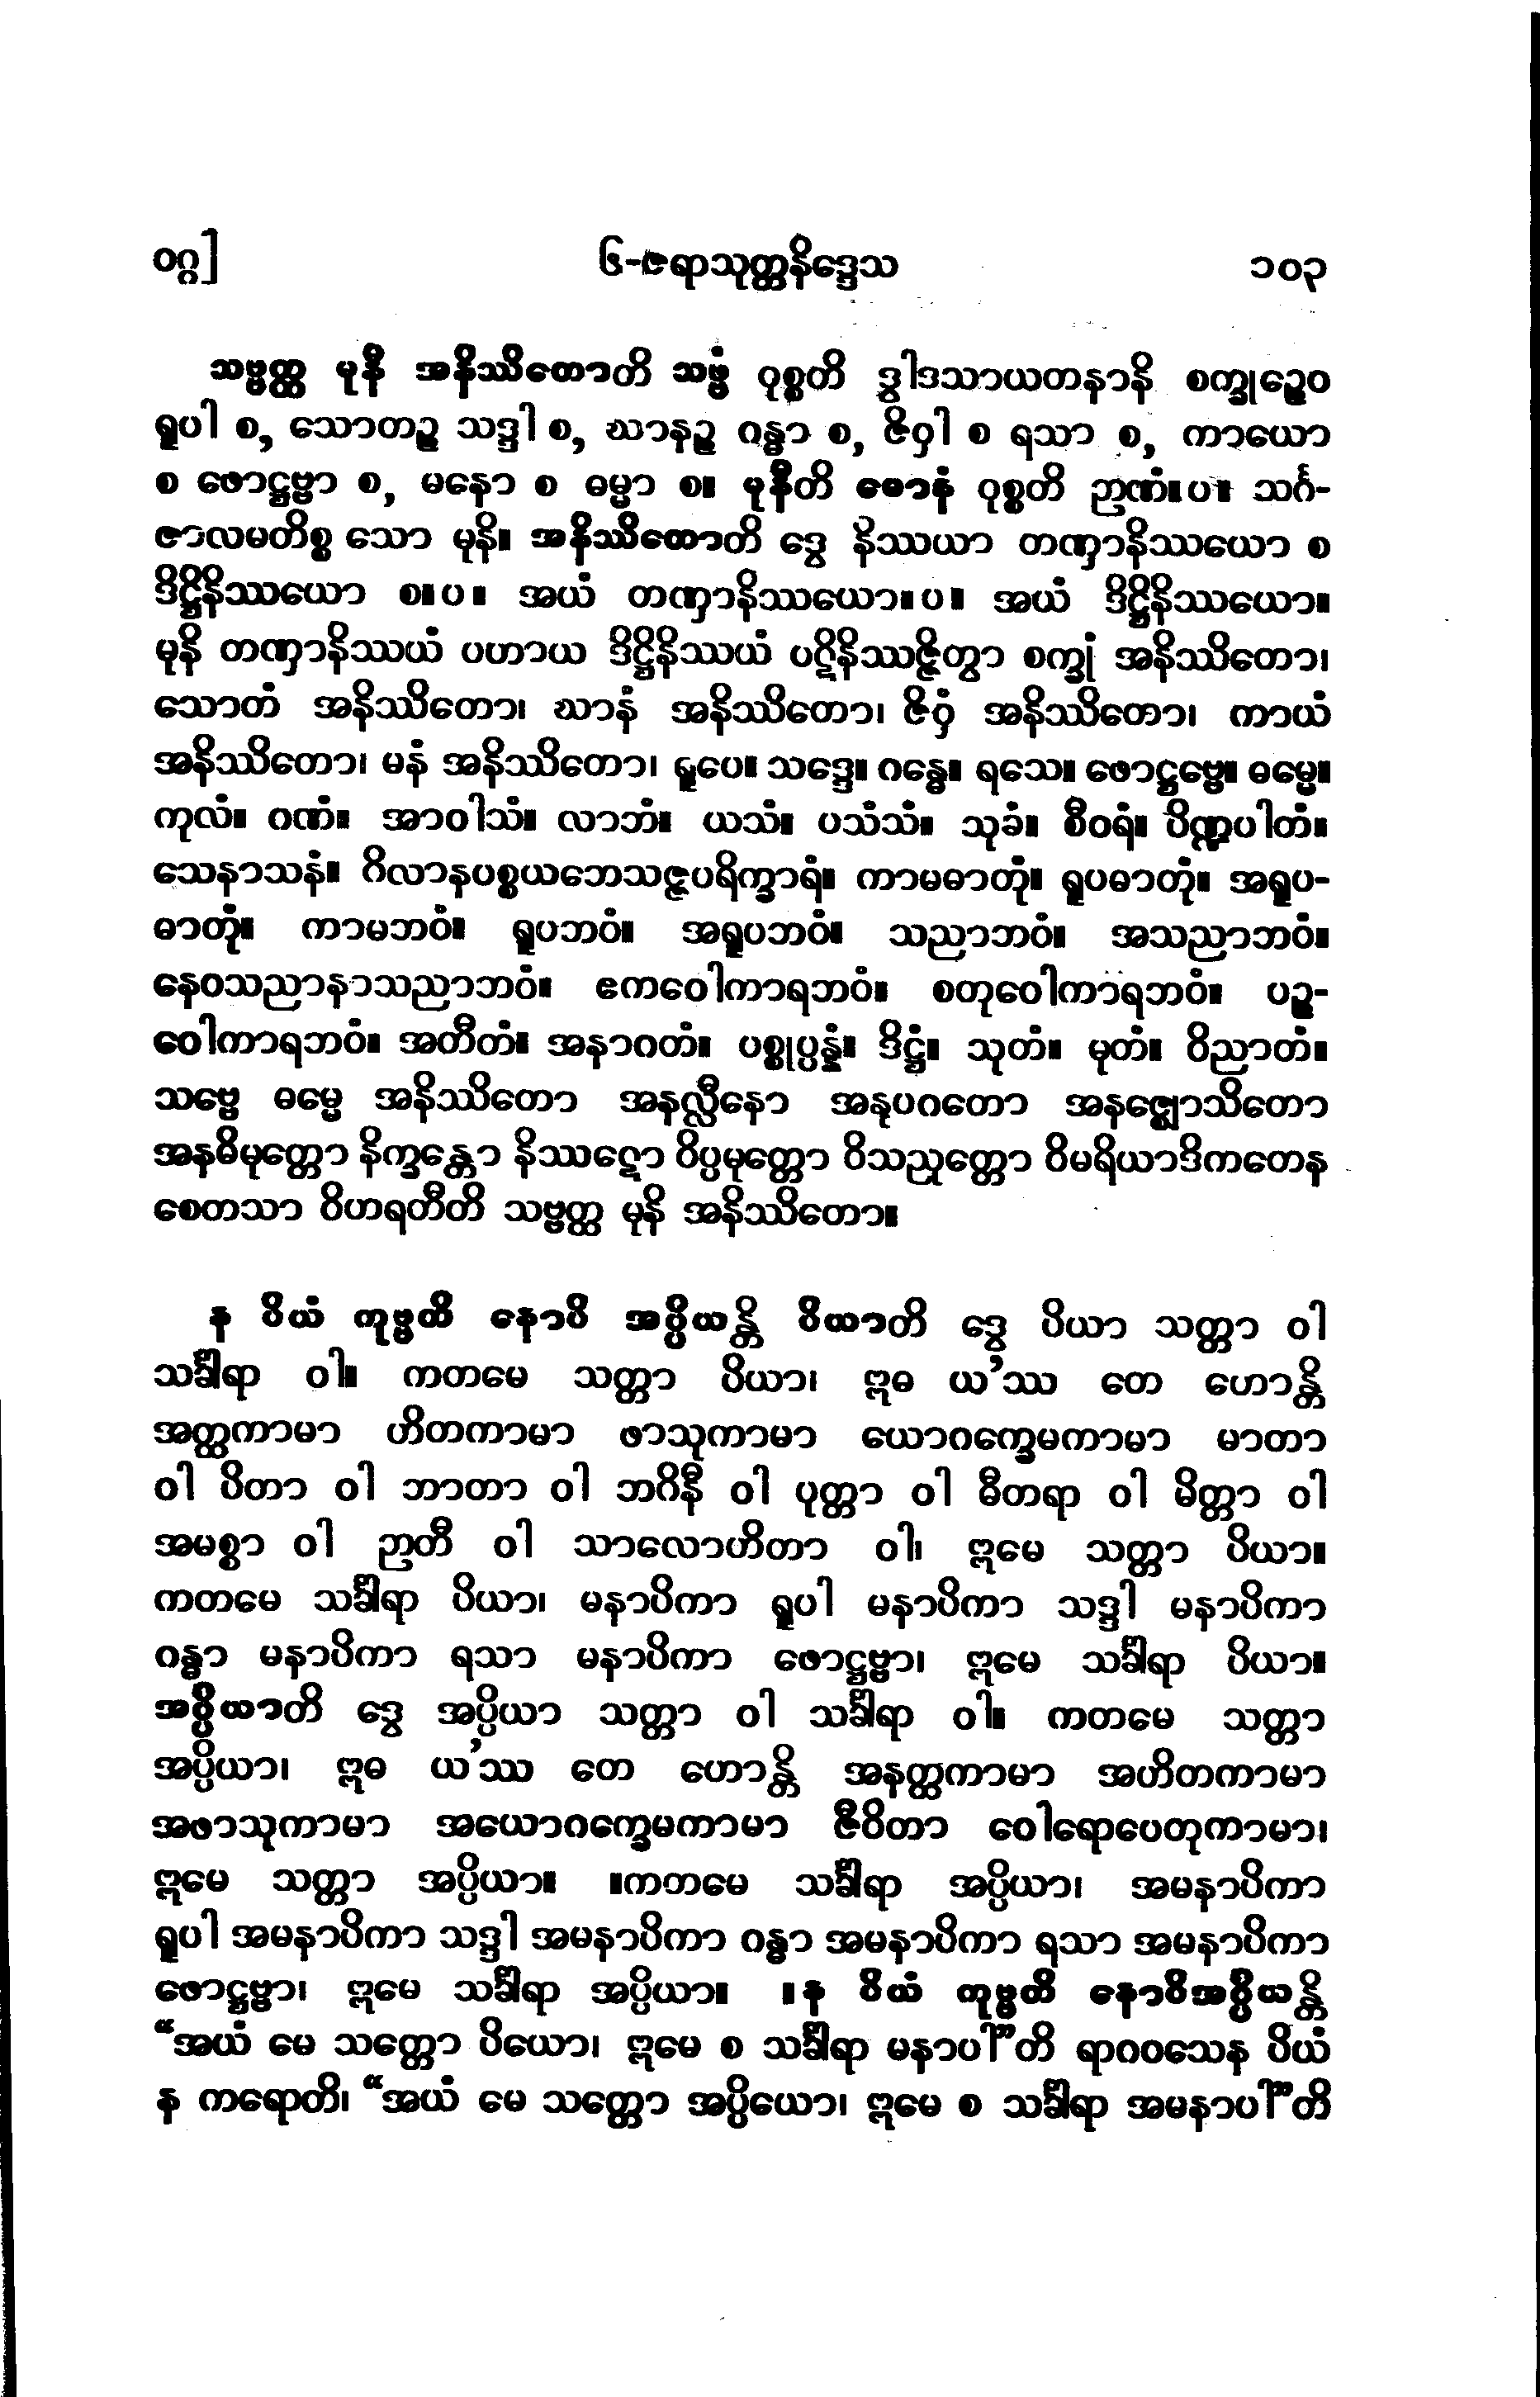 ဝဂ္ဂ] ၆-ဇရာသုတ္တနိဒ္ဒေသ ၁၀၃
သဗ္ဗတ္ထ မုနီ အနိဿိတောတိ သဗ္ဗံ ဝုစ္စတိ ဒွါဒသာယတနာနိ စက္ခုဉ္စေဝ
ရူပါ စ, သောတဉ္စ သဒ္ဒါ စ, ဃာနဉ္စ ဂန္ဓာ စ, ဇိဝှါ စ ရသာ စ, ကာယော
စ ဖောဋ္ဌဗ္ဗာ စ, မနော စ ဓမ္မာ စ။ မုနီတိ မောနံ ဝုစ္စတိ ဉာဏံ။ပ။ သင်္ဂ-
ဇာလမတိစ္စ သော မုနိ။ အနိဿိတောတိ ဒွေ နိဿယာ တဏှာနိဿယော စ
ဒိဋ္ဌိနိဿယော စ။ပ။ အယံ တဏှာနိဿယော။ပ။ အယံ ဒိဋ္ဌိနိဿယော။
မုနိ တဏှာနိဿယံ ပဟာယ ဒိဋ္ဌိနိဿယံ ပဋိနိဿဇ္ဇိတွာ စက္ခုံ အနိဿိတော၊
သောတံ အနိဿိတော၊ ဃာနံ အနိဿိတော၊ ဇိဝှံ အနိဿိတော၊ ကာယံ
အနိဿိတော၊ မနံ အနိဿိတော၊ ရူပေ။ သဒ္ဒေ။ ဂန္ဓေ။ ရသေ။ ဖောဋ္ဌဗ္ဗေ။ ဓမ္မေ။
ကုလံ။ ဂဏံ။ အာဝါသံ။ လာဘံ။ ယသံ။ ပသံသံ။ သုခံ။ စီဝရံ။ ပိဏ္ဍပါတံ။
သေနာသနံ။ ဂိလာနပစ္စယဘေသဇ္ဇပရိက္ခာရံ။ ကာမဓာတုံ။ ရူပဓာတုံ။ အရူပ-
ဓာတုံ။ ကာမဘဝံ။ ရူပဘဝံ။ အရူပဘဝံ။ သညာဘဝံ။ အသညာဘဝံ။
နေဝသညာနာသညာဘဝံ။ ဧကဝေါကာရဘဝံ။ စတုဝေါကာရဘဝံ။ ပဉ္စ-
ဝေါကာရဘဝံ။ အတီတံ။ အနာဂတံ။ ပစ္စုပ္ပန္နံ။ ဒိဋ္ဌံ။ သုတံ။ မုတံ။ ဝိညာတံ။
သဗ္ဗေ ဓမ္မေ အနိဿိတော အနလ္လီနော အနုပဂတော အနဇ္ဈောသိတော
အနဓိမုတ္တော နိက္ခန္တော နိဿဋော ဝိပ္ပမုတ္တော ဝိသညုတ္တော ဝိမရိယာဒိကတေန
စေတသာ ဝိဟရတီတိ သဗ္ဗတ္ထ မုနိ အနိဿိတော။
န ပိယံ ကုဗ္ဗတိ နောပိ အပ္ပိယန္တိ ပိယာတိ ဒွေ ပိယာ သတ္တာ ဝါ
သင်္ခါရာ ဝါ။ ကတမေ သတ္တာ ပိယာ၊ ဣဓ ယ’ဿ တေ ဟောန္တိ
အတ္ထကာမာ ဟိတကာမာ ဖာသုကာမာ ယောဂက္ခေမကာမာ မာတာ
ဝါ ပိတာ ဝါ ဘာတာ ဝါ ဘဂိနီ ဝါ ပုတ္တာ ဝါ ဓီတရာ ဝါ မိတ္တာ ဝါ
အမစ္စာ ဝါ ဉာတီ ဝါ သာလောဟိတာ ဝါ၊ ဣမေ သတ္တာ ပိယာ။
ကတမေ သင်္ခါရာ ပိယာ၊ မနာပိကာ ရူပါ မနာပိကာ သဒ္ဒါ မနာပိကာ
ဂန္ဓာ မနာပိကာ ရသာ မနာပိကာ ဖောဋ္ဌဗ္ဗာ၊ ဣမေ သင်္ခါရာ ပိယာ။
အပ္ပိယာတိ ဒွေ အပ္ပိယာ သတ္တာ ဝါ သင်္ခါရာ ဝါ။ ကတမေ သတ္တာ
အပ္ပိယာ၊ ဣဓ ယ’ဿ တေ ဟောန္တိ အနတ္ထကာမာ အဟိတကာမာ
အဖာသုကာမာ အယောဂက္ခေမကာမာ ဇီဝိတာ ဝေါရောပေတုကာမာ၊
ဣမေ သတ္တာ အပ္ပိယာ။ ။ကတမေ သင်္ခါရာ အပ္ပိယာ၊ အမနာပိကာ
ရူပါ အမနာပိကာ သဒ္ဒါ အမနာပိကာ ဂန္ဓာ အမနာပိကာ ရသာ အမနာပိကာ
ဖောဋ္ဌဗ္ဗာ၊ ဣမေ သင်္ခါရာ အပ္ပိယာ။ ။န ပိယံ ကုဗ္ဗတိ နောပိအပ္ပိယန္တိ
“အယံ မေ သတ္တော ပိယော၊ ဣမေ စ သင်္ခါရာ မနာပါ”တိ ရာဂဝသေန ပိယံ
န ကရောတိ၊ “အယံ မေ သတ္တော အပ္ပိယော၊ ဣမေ စ သင်္ခါရာ အမနာပါ”တိ